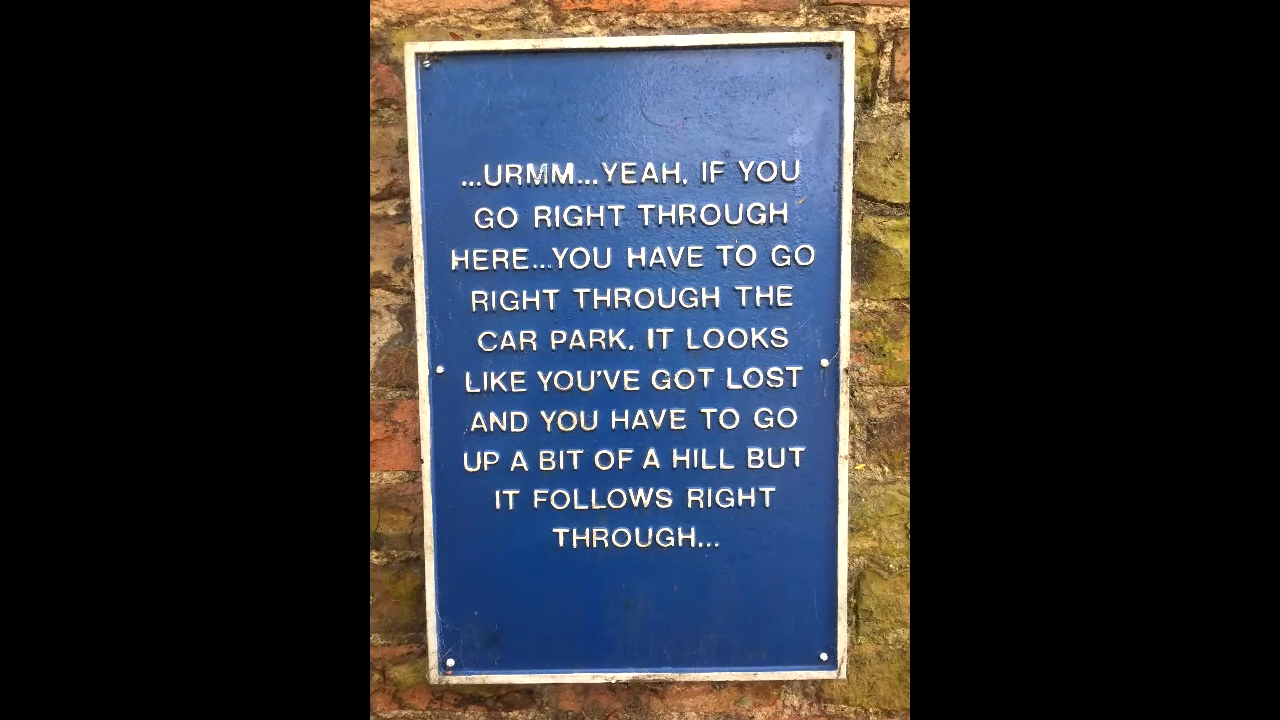 ...URMM...YEAH. IF YOU
GO RIGHT THROUGH
HERE...YOU HAVE TO GO
RIGHT THROUGH THE
CAR PARK. IT LOOKS
LIKE YOU'VE GOT LOST
AND YOU HAVE TO GO
UP A BIT OF A HILL BUT
IT FOLLOWS RIGHT
THROUGH...